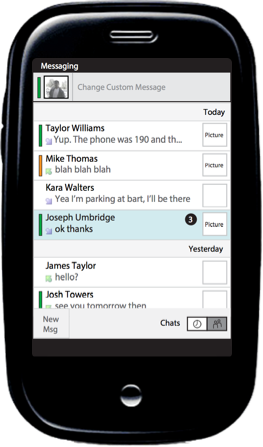 Messaging
Change Custom Message
Today
Taylor Williams
Yup. The phone was 190 and th...
Picture
Mike Thomas
blah blah blah
Picture
Kara Walters
Yea I'm parking at bart, I'll be there
Joseph Umbridge
ok thanks
3
Picture
Yesterday
James Taylor
hello?
Josh Towers
see you tomorrow then
New
Msg
Chats